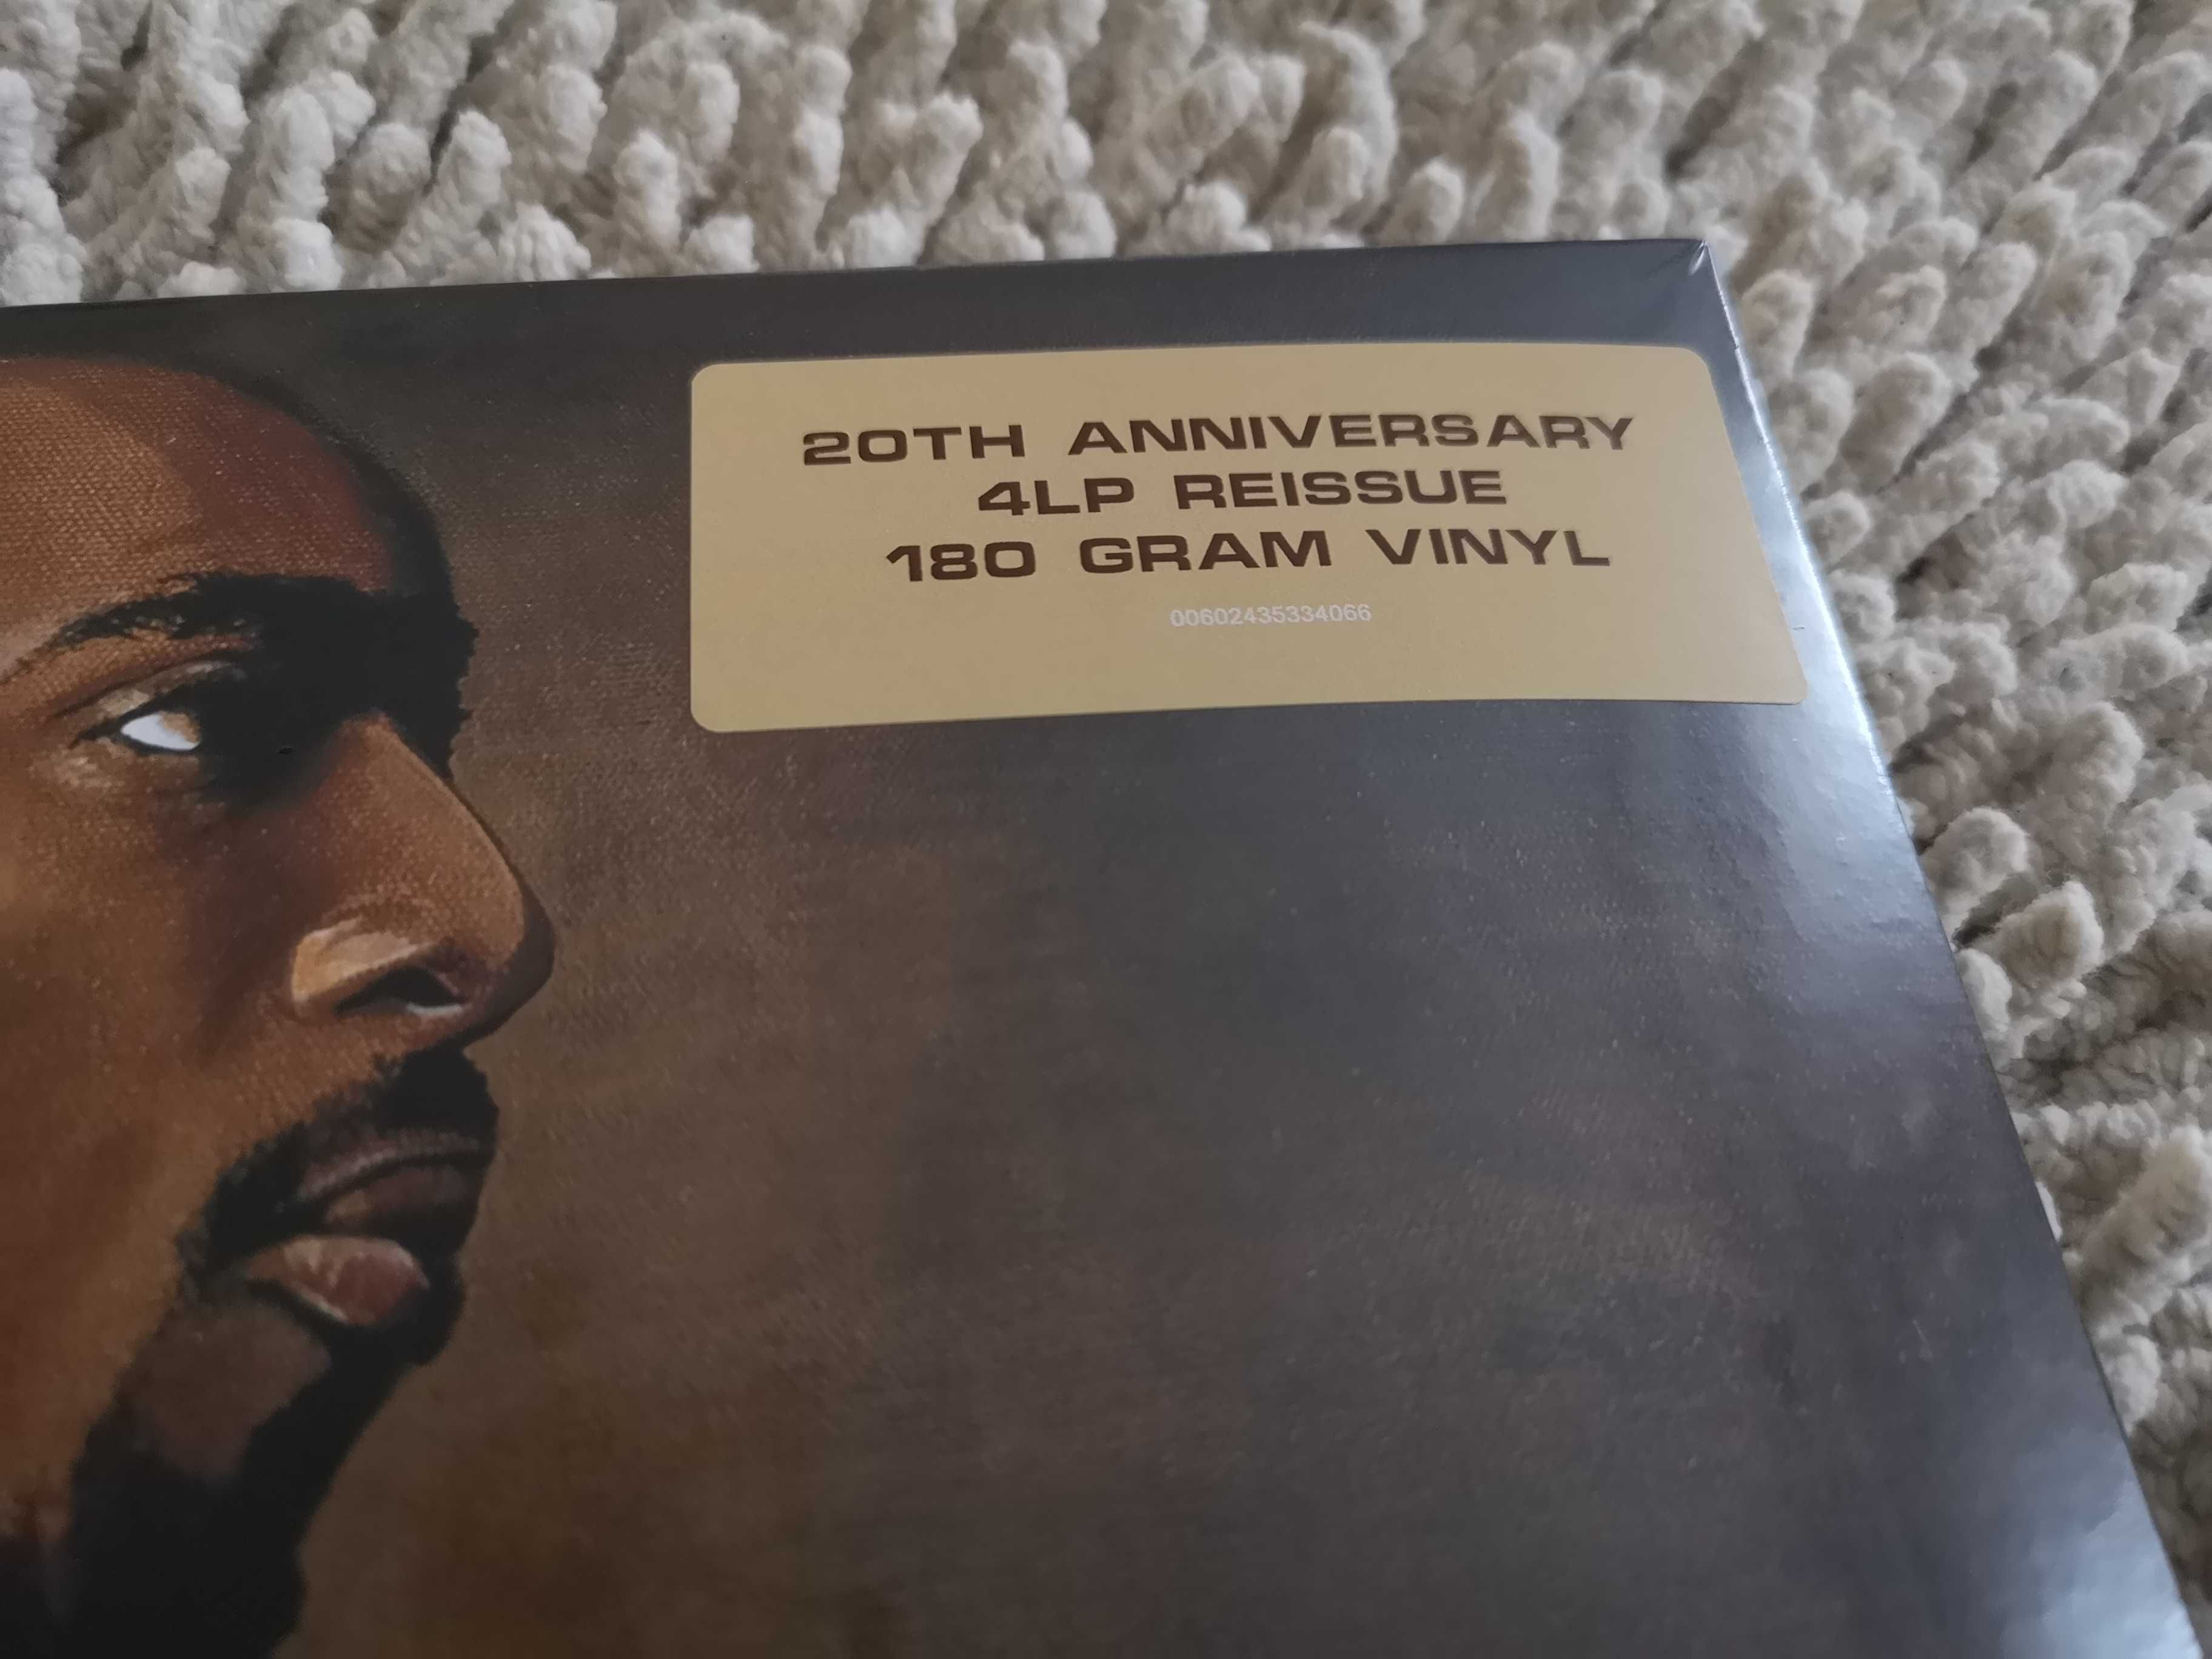 20TH ANNIVERSARY
4LP REISSUE
180 GRAM VINYL
00602435334066